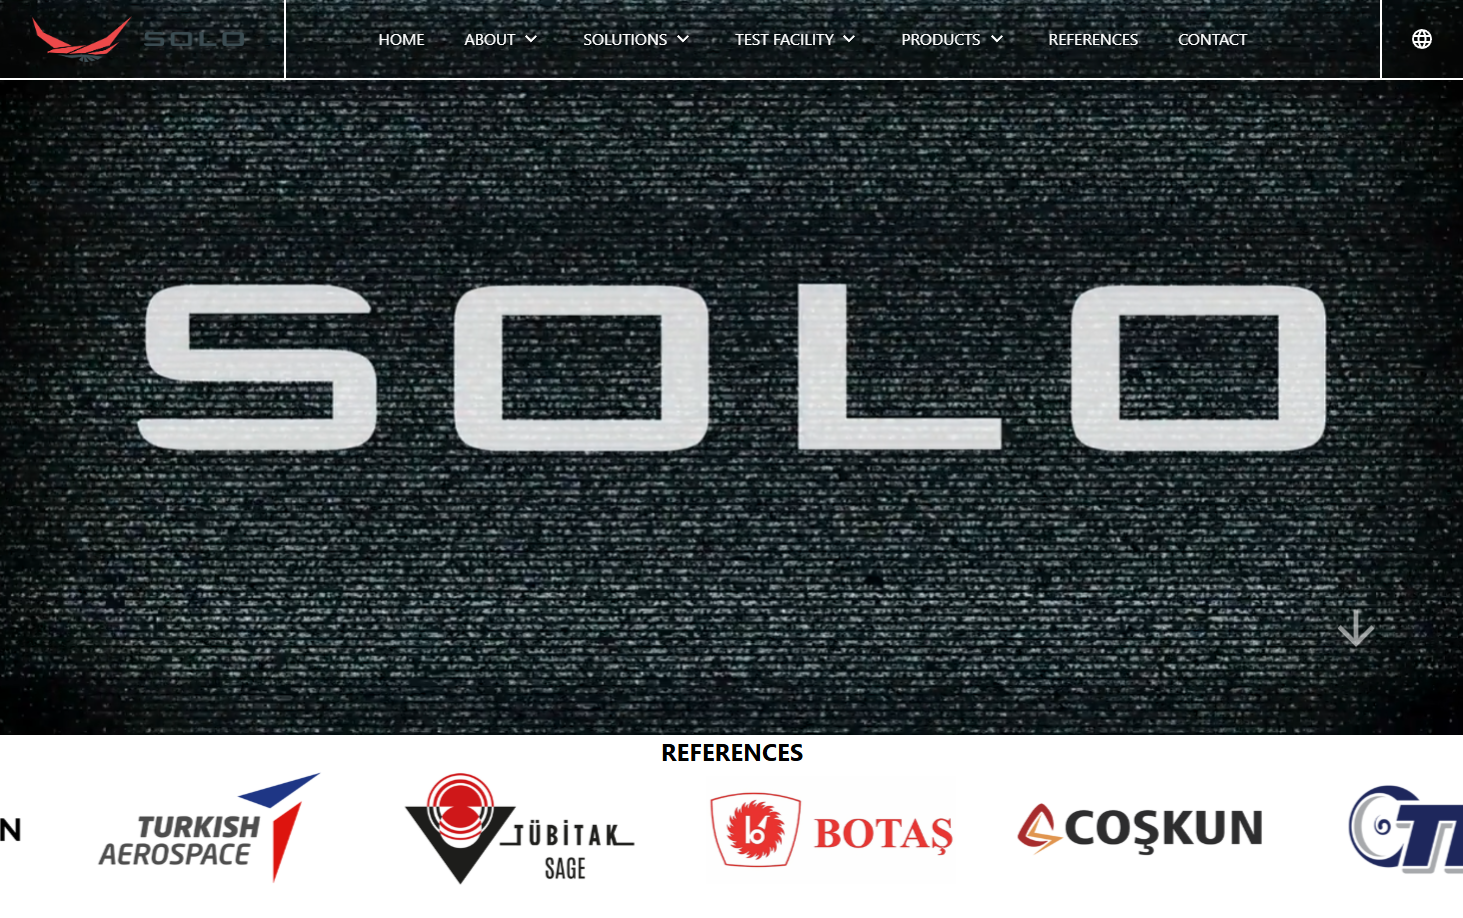 SOLO
HOME ABOUT SOLUTIONS TEST FACILITY PRODUCTS REFERENCES CONTACT
SOLO
REFERENCES
N
TURKISH
AEROSPACE
TÜBİTAK
SAGE
BOTAŞ
COŞKUN